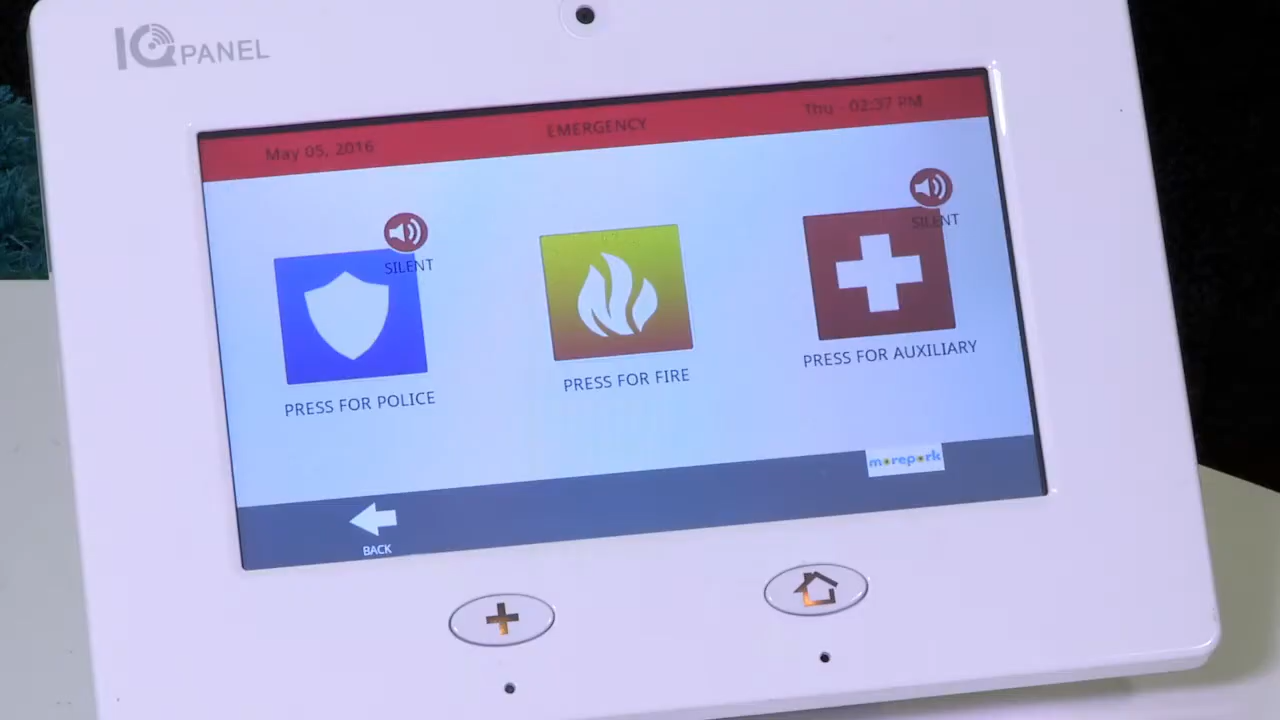 IQ PANEL
May 05, 2016 EMERGENCY Thu - 02:37 PM
SILENT
SILENT
PRESS FOR POLICE
PRESS FOR FIRE
PRESS FOR AUXILIARY
morepork
BACK